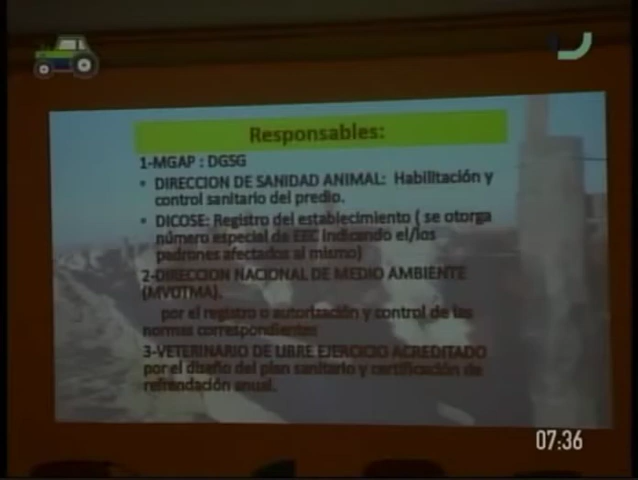 Responsables:
1-MGAP : DGSG
• DIRECCION DE SANIDAD ANIMAL: Habilitación y
control sanitario del predio.
• DICOSE: Registro del establecimiento ( se otorga
número especial de EEC indicando el/los
padrones afectados al mismo)
2-DIRECCION NACIONAL DE MEDIO AMBIENTE
(MVOTMA).
por el registro o autorización y control de las
normas correspondientes
3-VETERINARIO DE LIBRE EJERCICIO ACREDITADO
por el diseño del plan sanitario y certificación de
refrendación anual.
07:36